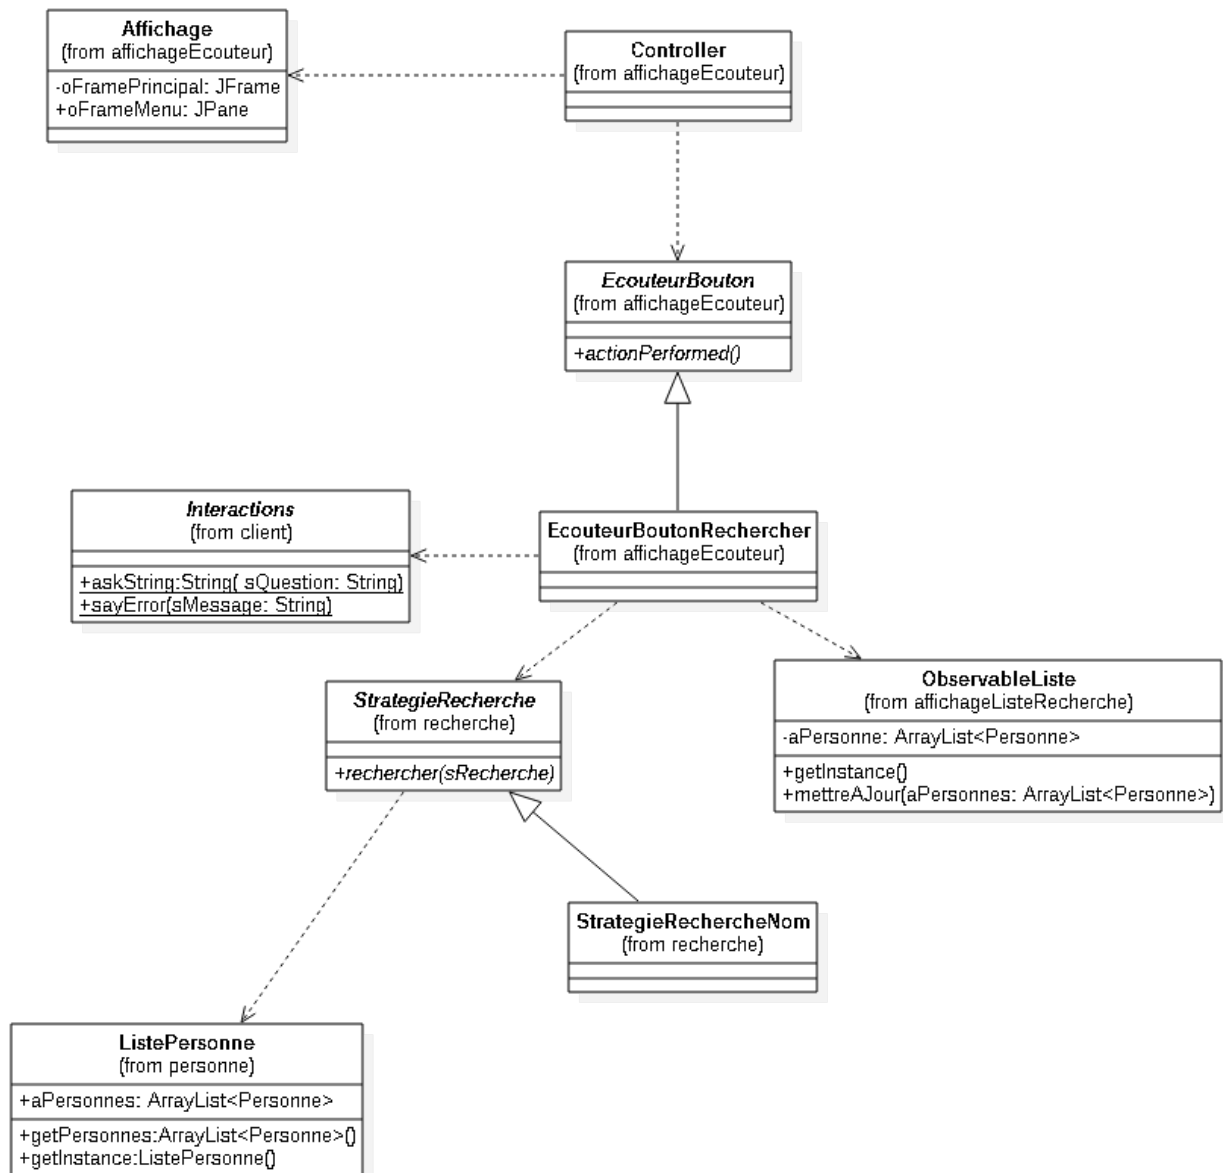 Affichage
(from affichageEcouteur)
-oFramePrincipal: JFrame
+oFrameMenu: JPane
Controller
(from affichageEcouteur)
EcouteurBouton
(from affichageEcouteur)
+actionPerformed()
Interactions
(from client)
+askString:String( sQuestion: String)
+sayError(sMessage: String)
EcouteurBoutonRechercher
(from affichageEcouteur)
StrategieRecherche
(from recherche)
+rechercher(sRecherche)
ObservableListe
(from affichageListeRecherche)
-aPersonne: ArrayList<Personne>
+getInstance()
+mettreAJour(aPersonnes: ArrayList<Personne>)
StrategieRechercheNom
(from recherche)
ListePersonne
(from personne)
+aPersonnes: ArrayList<Personne>
+getPersonnes:ArrayList<Personne>()
+getInstance:ListePersonne()